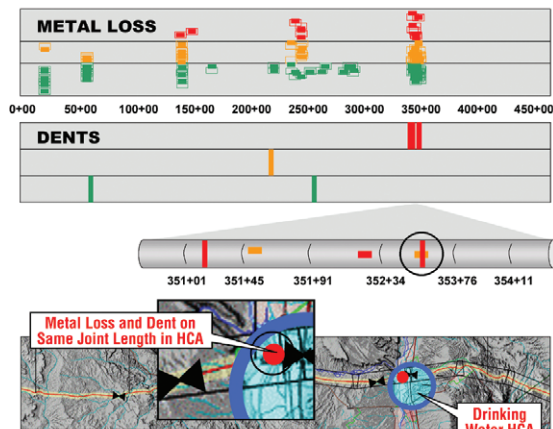 METAL LOSS
0+00 50+00 100+00 150+00 200+00 250+00 300+00 350+00 400+00 450+00
DENTS
351+01 351+45 351+91 352+34 353+76 354+11
Metal Loss and Dent on
Same Joint Length in HCA
Drinking
Water HCA